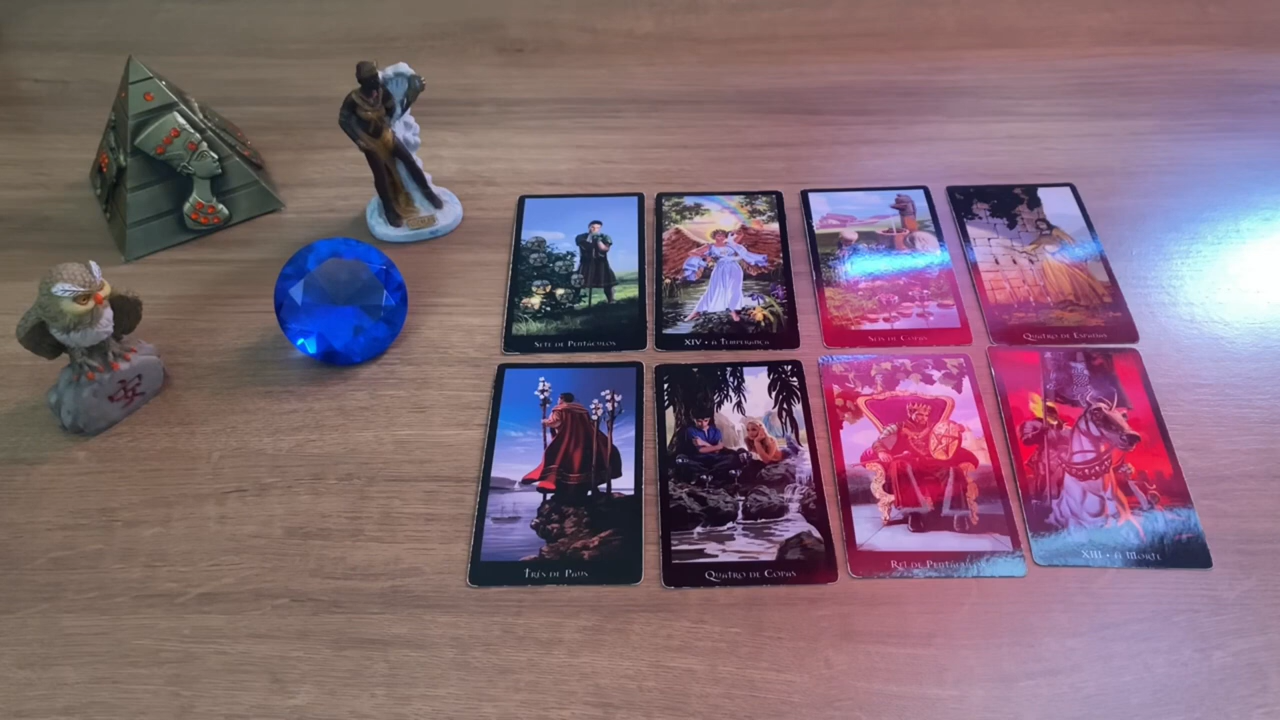 Sete de Pentáculos
XIV • A Temperança
Seis de Copas
Quatro de Espadas
Três de Paus
Quatro de Copas
Rei de Pentáculos
XIII • A Morte
安